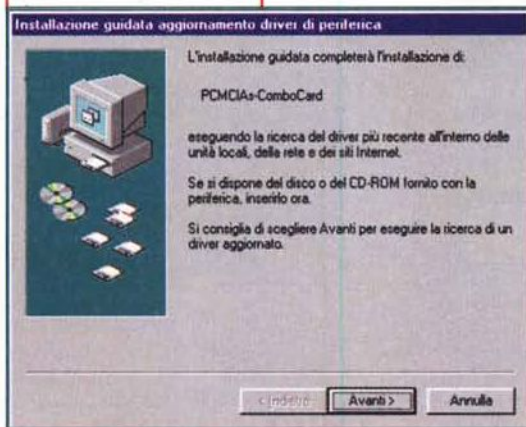 Installazione guidata aggiornamento driver di periferica
L'installazione guidata completerà l'installazione di:
PCMCIAs-ComboCard
eseguendo la ricerca del driver più recente all'interno delle
unità locali, della rete e dei siti Internet.
Se si dispone del disco o del CD-ROM fornito con la
periferica, inserirlo ora.
Si consiglia di scegliere Avanti per eseguire la ricerca di un
driver aggiornato.
< Indietro
Avanti >
Annulla